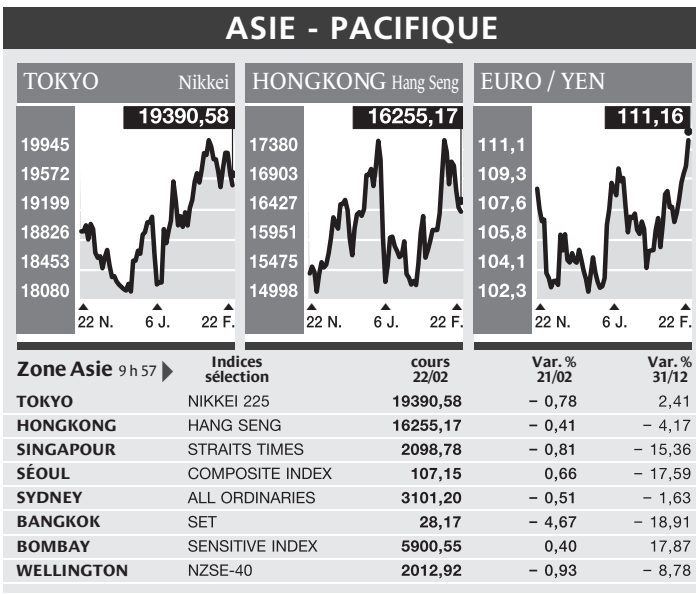 ASIE - PACIFIQUE
TOKYO Nikkei
19390,58
19945
19572
19199
18826
18453
18080
22 N. 6 J. 22 F.
HONGKONG Hang Seng
16255,17
17380
16903
16427
15951
15475
14998
22 N. 6 J. 22 F.
EURO / YEN
111,16
111,1
109,3
107,6
105,8
104,1
102,3
22 N. 6 J. 22 F.
Zone Asie 9 h 57 Indices sélection cours 22/02 Var. % 21/02 Var. % 31/12
TOKYO NIKKEI 225 19390,58 – 0,78 2,41
HONGKONG HANG SENG 16255,17 – 0,41 – 4,17
SINGAPOUR STRAITS TIMES 2098,78 – 0,81 – 15,36
SÉOUL COMPOSITE INDEX 107,15 0,66 – 17,59
SYDNEY ALL ORDINARIES 3101,20 – 0,51 – 1,63
BANGKOK SET 28,17 – 4,67 – 18,91
BOMBAY SENSITIVE INDEX 5900,55 0,40 17,87
WELLINGTON NZSE-40 2012,92 – 0,93 – 8,78